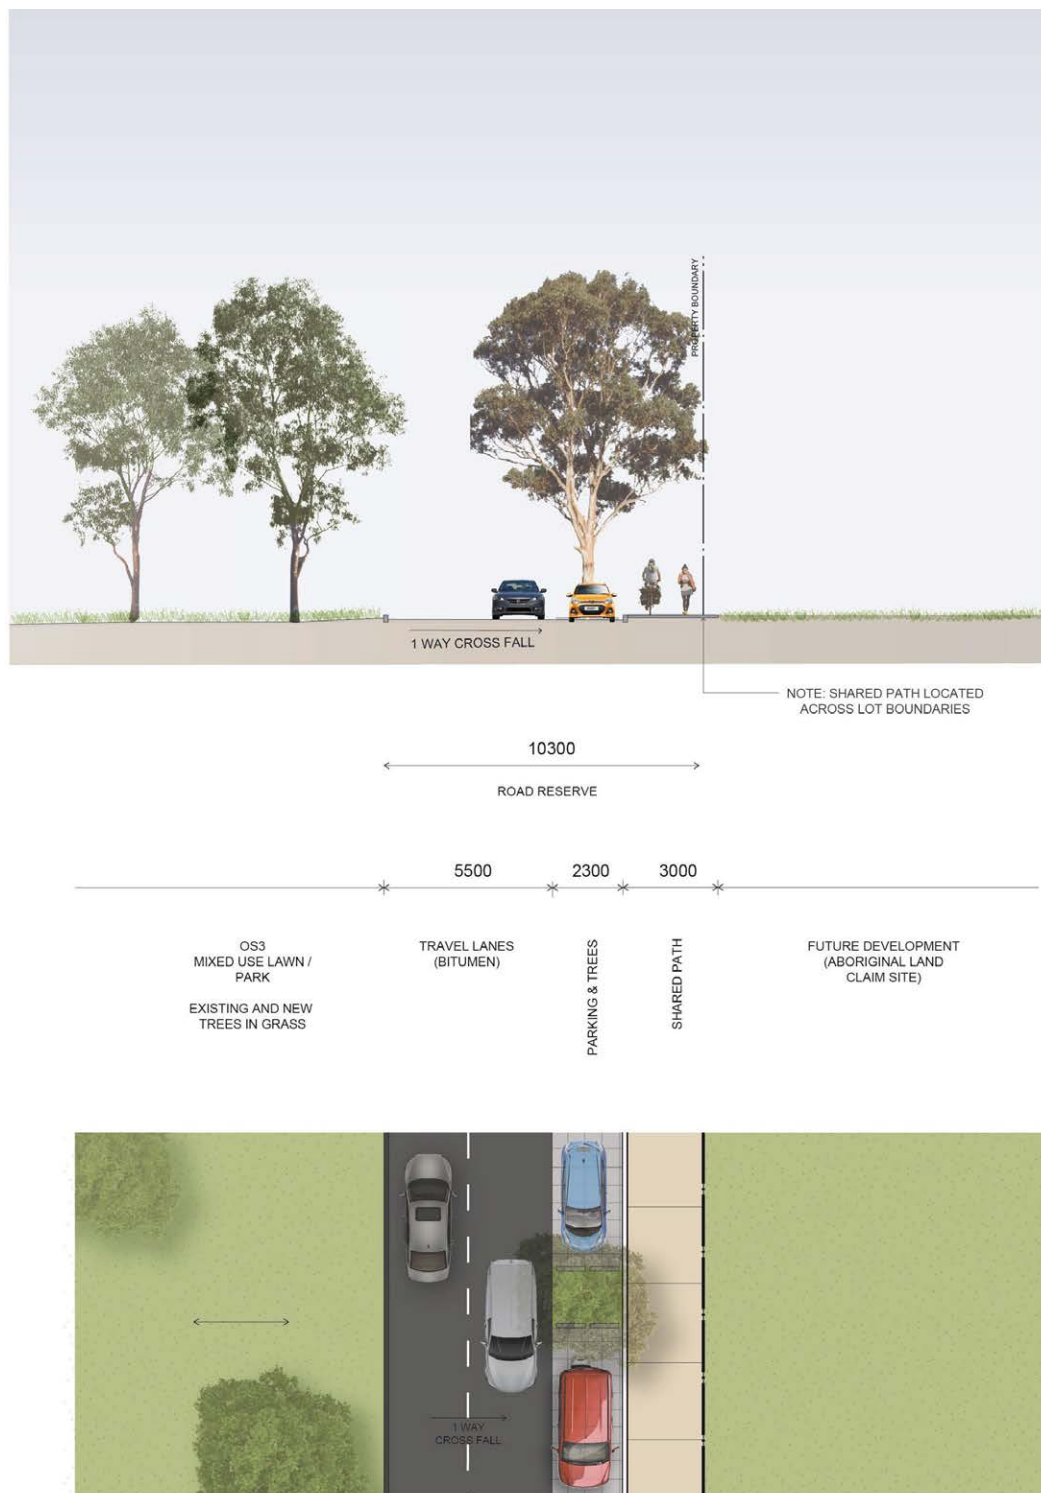 PROPERTY BOUNDARY
1 WAY CROSS FALL
NOTE: SHARED PATH LOCATED
ACROSS LOT BOUNDARIES
10300
ROAD RESERVE
5500
2300
3000
OS3
MIXED USE LAWN /
PARK
EXISTING AND NEW
TREES IN GRASS
TRAVEL LANES
(BITUMEN)
PARKING & TREES
SHARED PATH
FUTURE DEVELOPMENT
(ABORIGINAL LAND
CLAIM SITE)
1 WAY
CROSS FALL